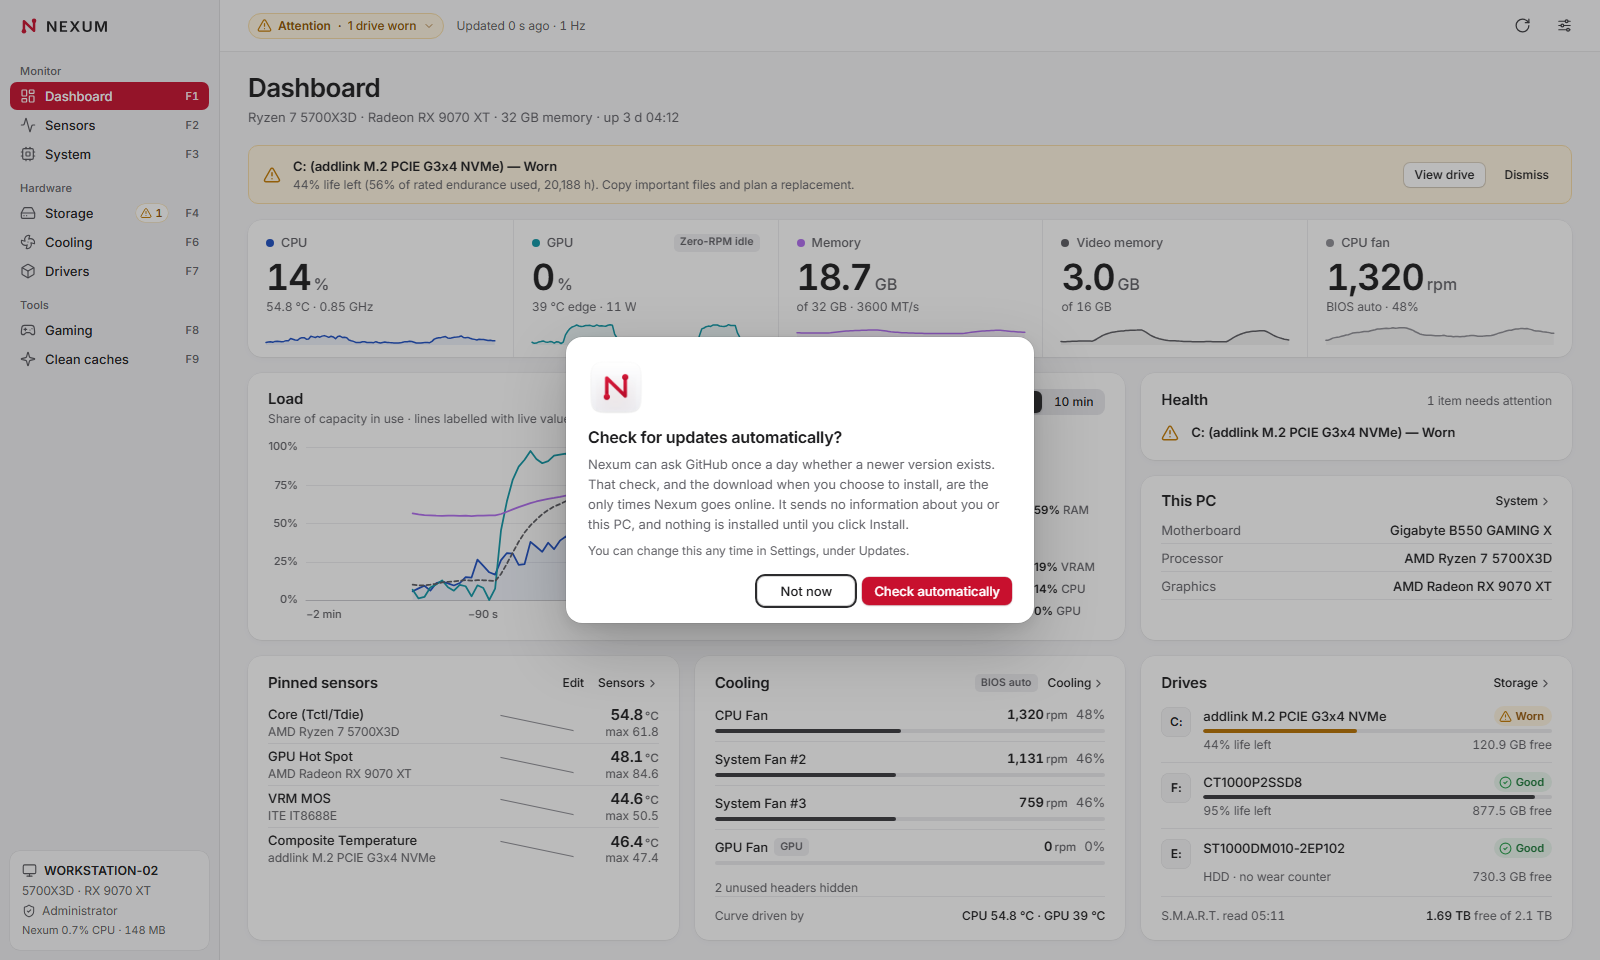 NEXUM
Attention · 1 drive worn
Updated 0 s ago · 1 Hz
Monitor
Dashboard F1
Sensors F2
System F3
Hardware
Storage 1 F4
Cooling F6
Drivers F7
Tools
Gaming F8
Clean caches F9
WORKSTATION-02
5700X3D · RX 9070 XT
Administrator
Nexum 0.7% CPU · 148 MB
Dashboard
Ryzen 7 5700X3D · Radeon RX 9070 XT · 32 GB memory · up 3 d 04:12
C: (addlink M.2 PCIE G3x4 NVMe) — Worn
44% life left (56% of rated endurance used, 20,188 h). Copy important files and plan a replacement.
View drive
Dismiss
CPU
14 %
54.8 °C · 0.85 GHz
GPU
Zero-RPM idle
0 %
39 °C edge · 11 W
Memory
18.7 GB
of 32 GB · 3600 MT/s
Video memory
3.0 GB
of 16 GB
CPU fan
1,320 rpm
BIOS auto · 48%
Load
Share of capacity in use · lines labelled with live value
10 min
100%
75%
50%
25%
0%
−2 min
−90 s
59% RAM
19% VRAM
14% CPU
0% GPU
Check for updates automatically?
Nexum can ask GitHub once a day whether a newer version exists.
That check, and the download when you choose to install, are the
only times Nexum goes online. It sends no information about you or
this PC, and nothing is installed until you click Install.
You can change this any time in Settings, under Updates.
Not now
Check automatically
Health
1 item needs attention
C: (addlink M.2 PCIE G3x4 NVMe) — Worn
This PC
System
Motherboard Gigabyte B550 GAMING X
Processor AMD Ryzen 7 5700X3D
Graphics AMD Radeon RX 9070 XT
Pinned sensors
Edit Sensors
Core (Tctl/Tdie) 54.8 °C
AMD Ryzen 7 5700X3D max 61.8
GPU Hot Spot 48.1 °C
AMD Radeon RX 9070 XT max 84.6
VRM MOS 44.6 °C
ITE IT8688E max 50.5
Composite Temperature 46.4 °C
addlink M.2 PCIE G3x4 NVMe max 47.4
Cooling
BIOS auto Cooling
CPU Fan 1,320 rpm 48%
System Fan #2 1,131 rpm 46%
System Fan #3 759 rpm 46%
GPU Fan GPU 0 rpm 0%
2 unused headers hidden
Curve driven by CPU 54.8 °C · GPU 39 °C
Drives
Storage
C: addlink M.2 PCIE G3x4 NVMe Worn
44% life left 120.9 GB free
F: CT1000P2SSD8 Good
95% life left 877.5 GB free
E: ST1000DM010-2EP102 Good
HDD · no wear counter 730.3 GB free
S.M.A.R.T. read 05:11 1.69 TB free of 2.1 TB